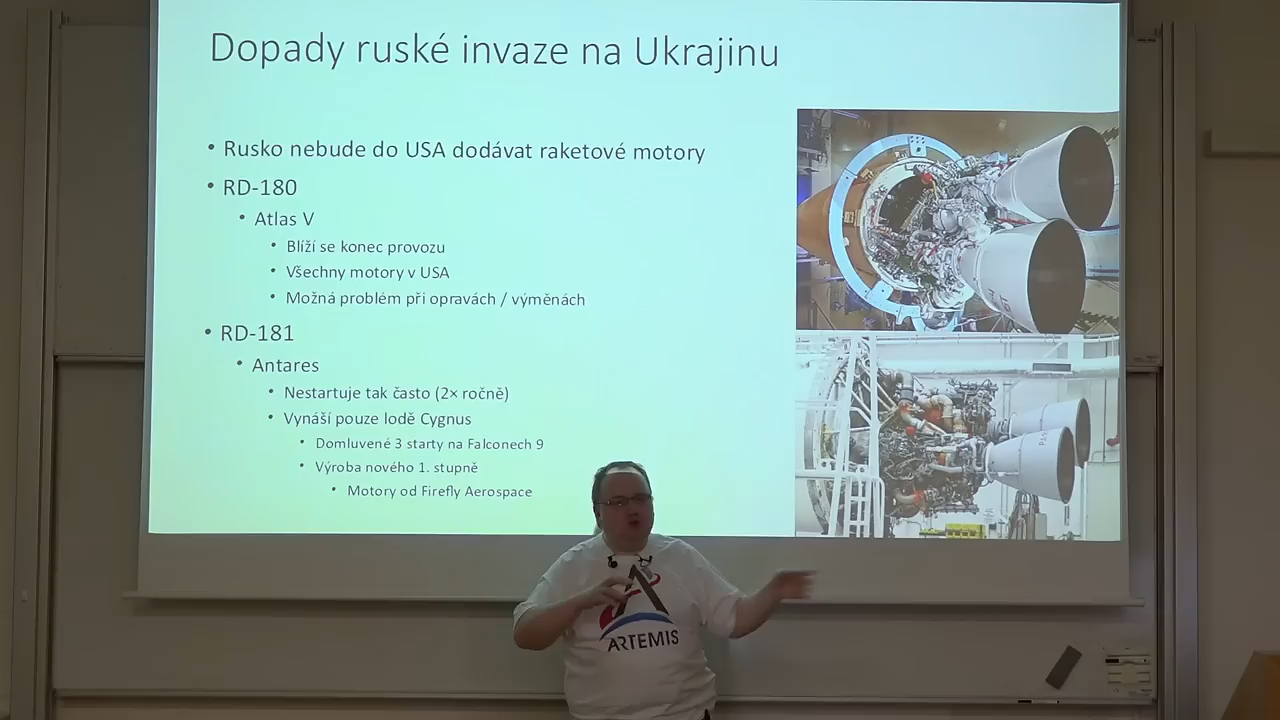 Dopady ruské invaze na Ukrajinu
• Rusko nebude do USA dodávat raketové motory
• RD-180
• Atlas V
• Blíží se konec provozu
• Všechny motory v USA
• Možná problém při opravách / výměnách
• RD-181
• Antares
• Nestartuje tak často (2× ročně)
• Vynáší pouze lodě Cygnus
• Domluvené 3 starty na Falconech 9
• Výroba nového 1. stupně
• Motory od Firefly Aerospace
ARTEMIS